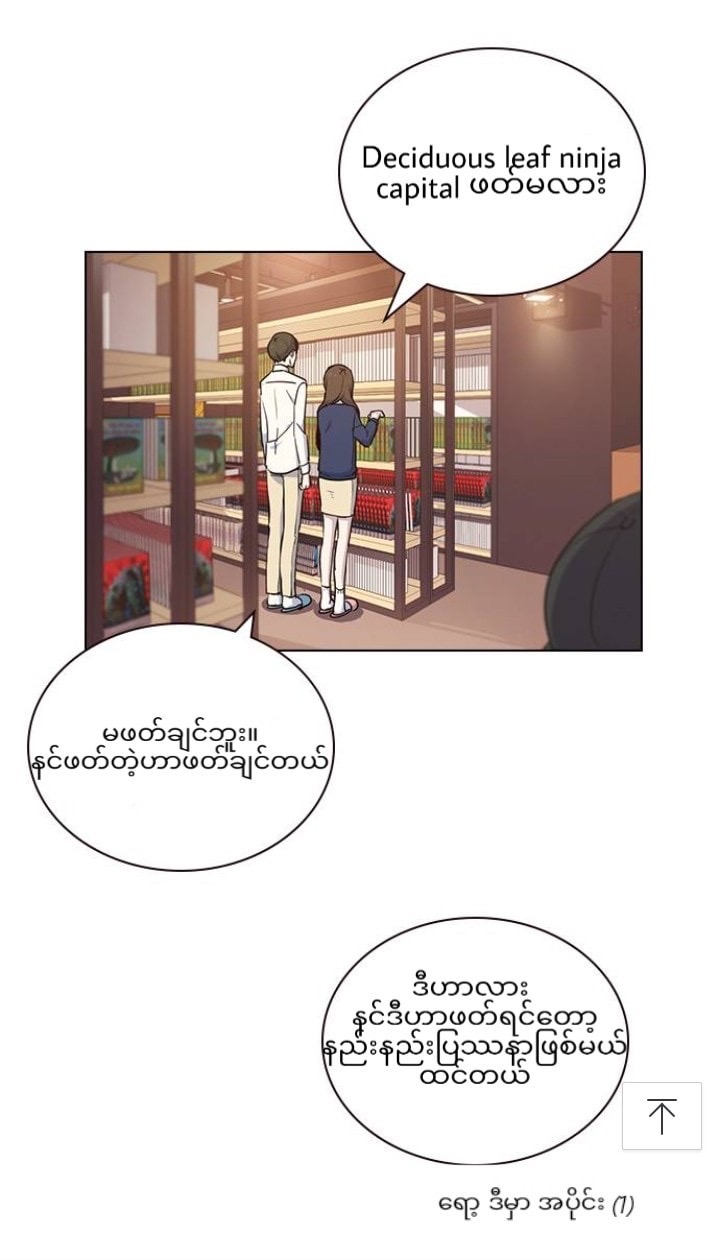 Deciduous leaf ninja
capital ဖတ်မလား
မဖတ်ချင်ဘူး။
နင်ဖတ်တဲ့ဟာဖတ်ချင်တယ်
ဒီဟာလား
နင်ဒီဟာဖတ်ရင်တော့
နည်းနည်းပြဿနာဖြစ်မယ်
ထင်တယ်
ရော့ ဒီမှာ အပိုင်း (1)